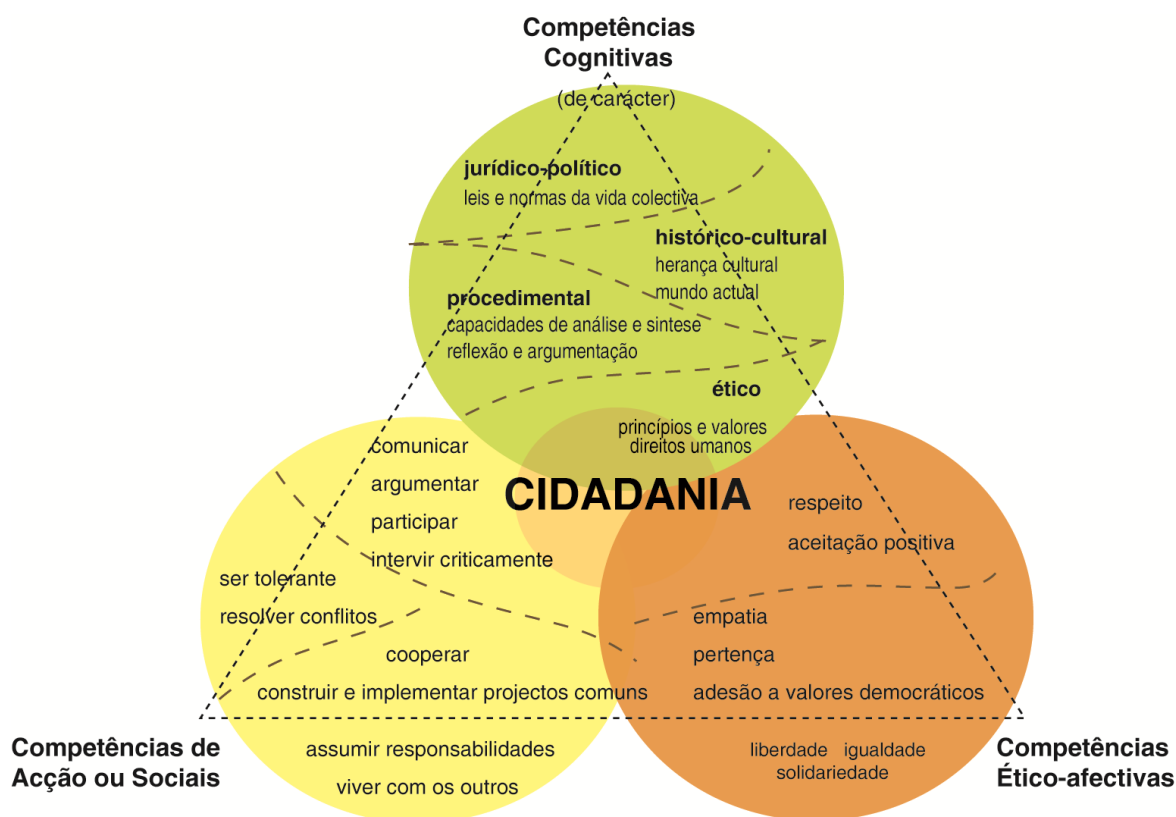 Competências
Cognitivas
(de carácter)
jurídico-político
leis e normas da vida colectiva
histórico-cultural
herança cultural
mundo actual
procedimental
capacidades de análise e sintese
reflexão e argumentação
ético
princípios e valores
direitos umanos
CIDADANIA
comunicar
argumentar
participar
intervir criticamente
ser tolerante
resolver conflitos
cooperar
construir e implementar projectos comuns
assumir responsabilidades
viver com os outros
Competências de
Acção ou Sociais
respeito
aceitação positiva
empatia
pertença
adesão a valores democráticos
liberdade igualdade
solidariedade
Competências
Ético-afectivas